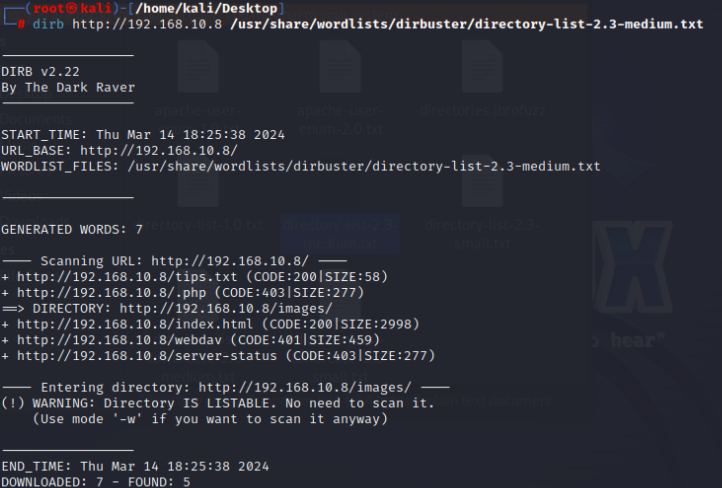 (root㉿kali)-[/home/kali/Desktop]
# dirb http://192.168.10.8 /usr/share/wordlists/dirbuster/directory-list-2.3-medium.txt
DIRB v2.22
By The Dark Raver
START_TIME: Thu Mar 14 18:25:38 2024
URL_BASE: http://192.168.10.8/
WORDLIST_FILES: /usr/share/wordlists/dirbuster/directory-list-2.3-medium.txt
GENERATED WORDS: 7
---- Scanning URL: http://192.168.10.8/ ----
+ http://192.168.10.8/tips.txt (CODE:200|SIZE:58)
+ http://192.168.10.8/.php (CODE:403|SIZE:277)
==> DIRECTORY: http://192.168.10.8/images/
+ http://192.168.10.8/index.html (CODE:200|SIZE:2998)
+ http://192.168.10.8/webdav (CODE:401|SIZE:459)
+ http://192.168.10.8/server-status (CODE:403|SIZE:277)
---- Entering directory: http://192.168.10.8/images/ ----
(!) WARNING: Directory IS LISTABLE. No need to scan it.
(Use mode '-w' if you want to scan it anyway)
END_TIME: Thu Mar 14 18:25:38 2024
DOWNLOADED: 7 - FOUND: 5